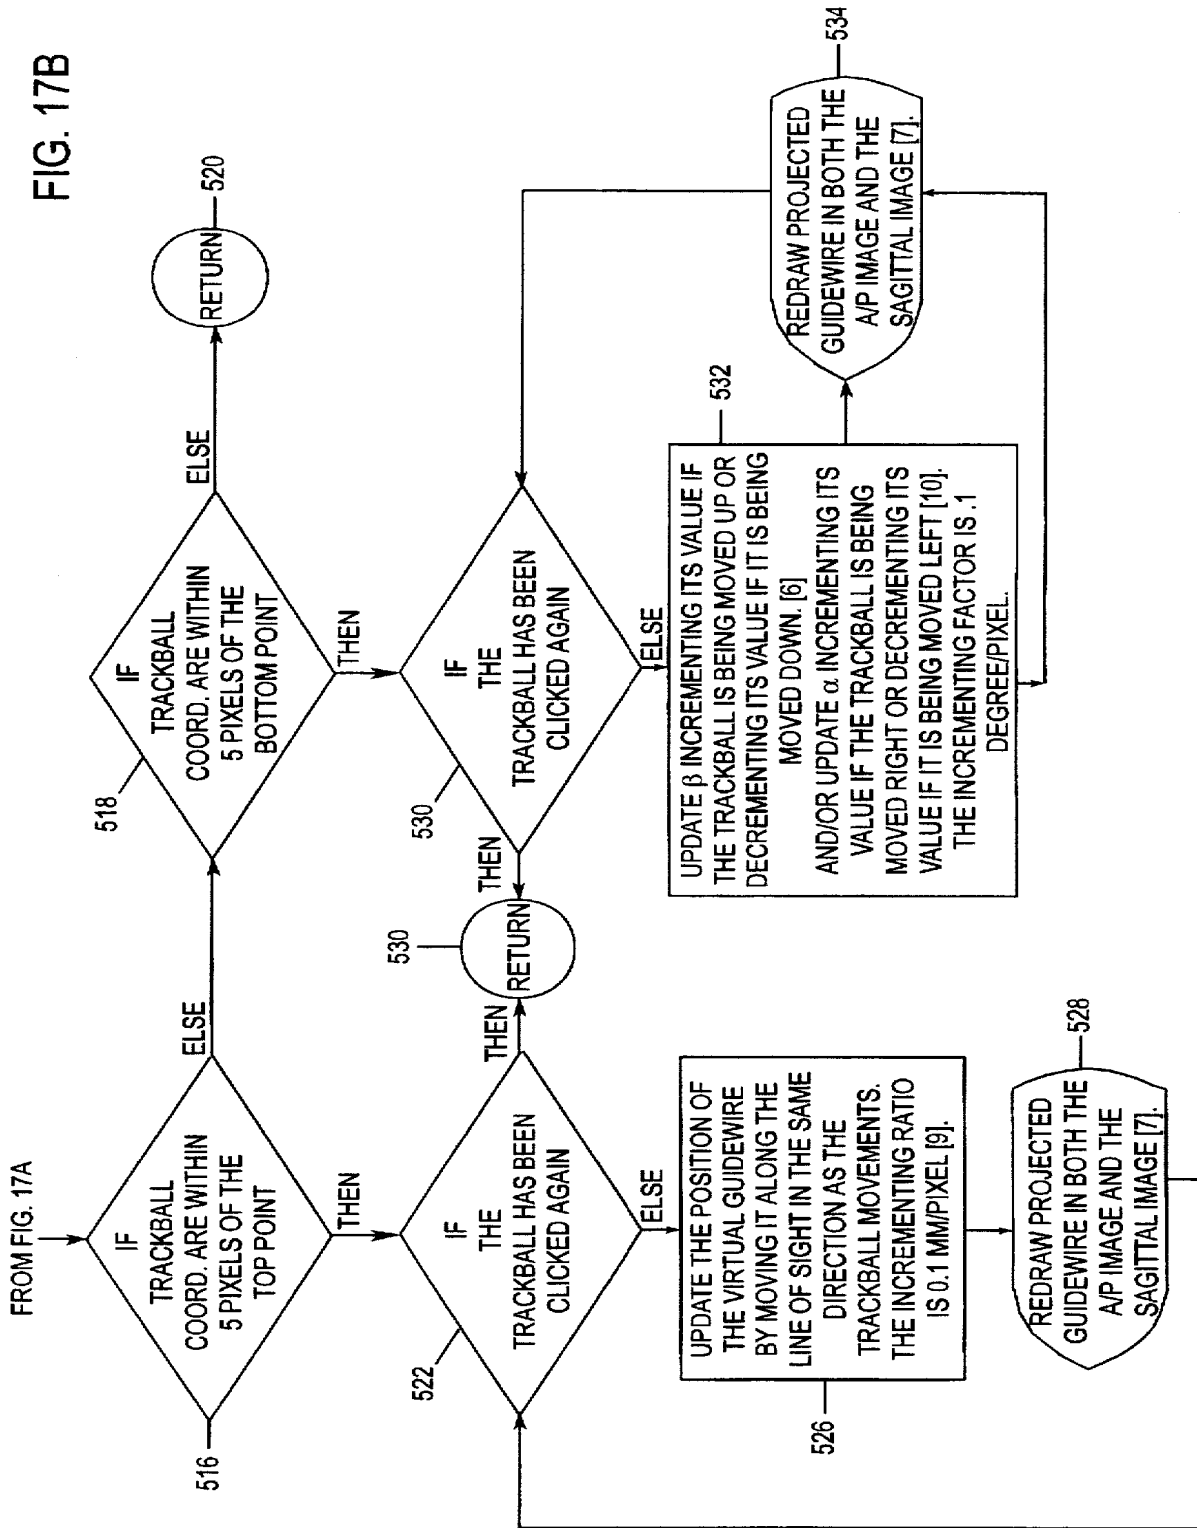 FIG. 17B
FROM FIG. 17A
IF
TRACKBALL
COORD. ARE WITHIN
5 PIXELS OF THE
TOP POINT
516
ELSE
THEN
IF
TRACKBALL
COORD. ARE WITHIN
5 PIXELS OF THE
BOTTOM POINT
518
ELSE
THEN
RETURN
520
IF
THE
TRACKBALL HAS BEEN
CLICKED AGAIN
522
THEN
ELSE
RETURN
530
IF
THE
TRACKBALL HAS BEEN
CLICKED AGAIN
530
THEN
ELSE
UPDATE THE POSITION OF
THE VIRTUAL GUIDEWIRE
BY MOVING IT ALONG THE
LINE OF SIGHT IN THE SAME
DIRECTION AS THE
TRACKBALL MOVEMENTS.
THE INCREMENTING RATIO
IS 0.1 MM/PIXEL [9].
526
REDRAW PROJECTED
GUIDEWIRE IN BOTH THE
A/P IMAGE AND THE
SAGITTAL IMAGE [7].
528
UPDATE β INCREMENTING ITS VALUE IF
THE TRACKBALL IS BEING MOVED UP OR
DECREMENTING ITS VALUE IF IT IS BEING
MOVED DOWN. [6]
AND/OR UPDATE α INCREMENTING ITS
VALUE IF THE TRACKBALL IS BEING
MOVED RIGHT OR DECREMENTING ITS
VALUE IF IT IS BEING MOVED LEFT [10].
THE INCREMENTING FACTOR IS .1
DEGREE/PIXEL.
532
REDRAW PROJECTED
GUIDEWIRE IN BOTH THE
A/P IMAGE AND THE
SAGITTAL IMAGE [7].
534